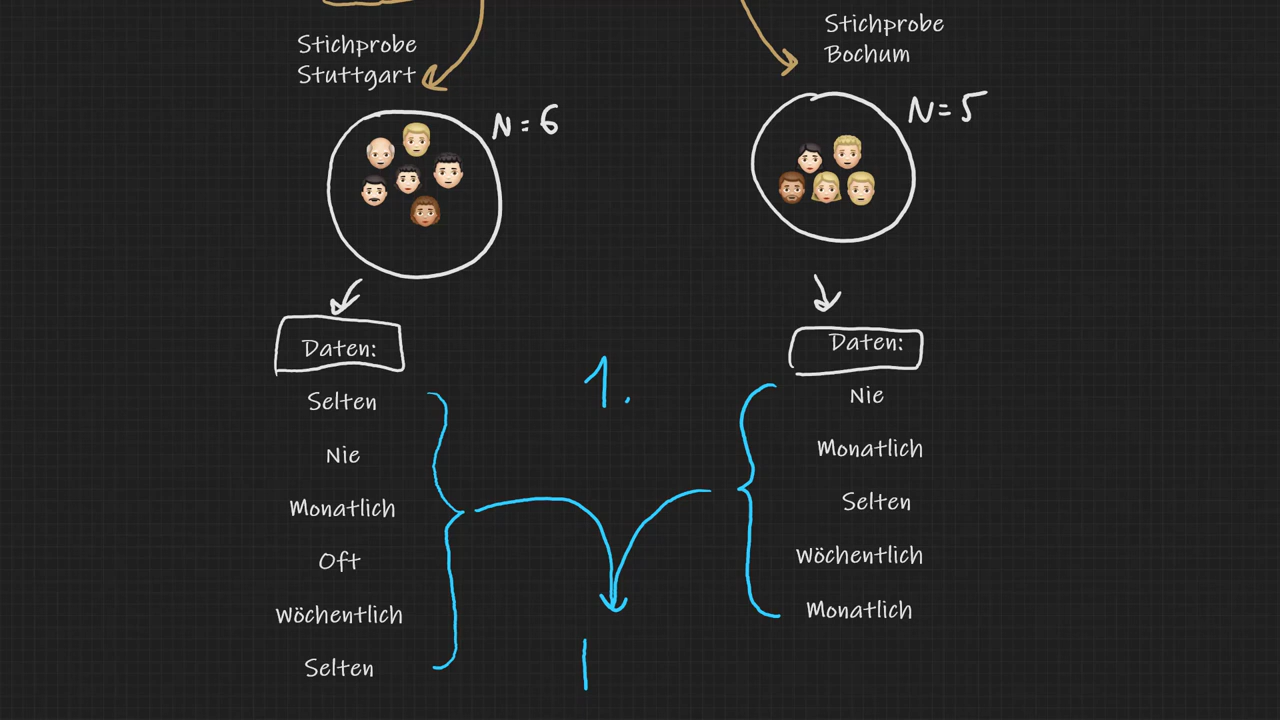 Stichprobe
Stuttgart
N = 6
Daten:
Selten
Nie
Monatlich
Oft
Wöchentlich
Selten
1.
Stichprobe
Bochum
N = 5
Daten:
Nie
Monatlich
Selten
Wöchentlich
Monatlich